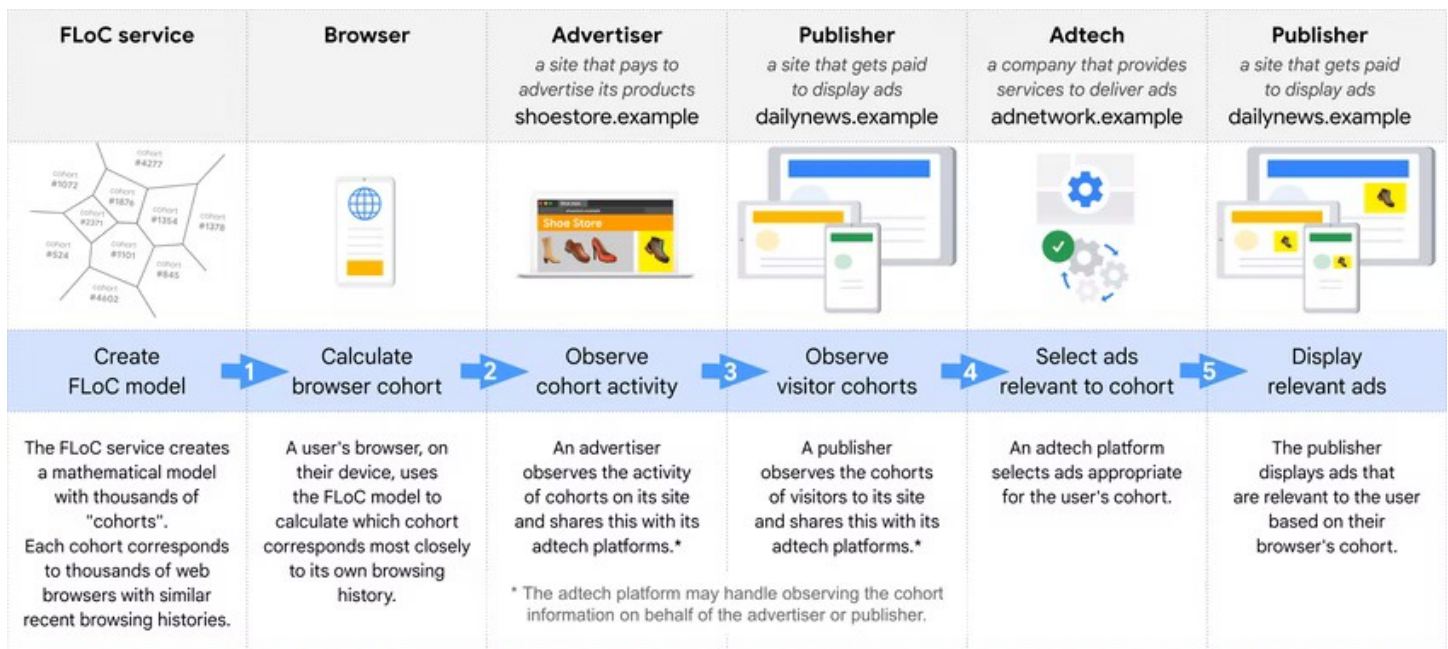 FLoC service
Browser
Advertiser
a site that pays to
advertise its products
shoestore.example
Publisher
a site that gets paid
to display ads
dailynews.example
Adtech
a company that provides
services to deliver ads
adnetwork.example
Publisher
a site that gets paid
to display ads
dailynews.example
cohort
#4277
cohort
#1072
cohort
#1876
cohort
#2371
cohort
#1354
cohort
#1378
cohort
#524
cohort
#1101
cohort
#845
cohort
#4602
Shoe Store
shoestore.example
Shoe Store
Create
FLoC model
1
Calculate
browser cohort
2
Observe
cohort activity
3
Observe
visitor cohorts
4
Select ads
relevant to cohort
5
Display
relevant ads
The FLoC service creates
a mathematical model
with thousands of
"cohorts".
Each cohort corresponds
to thousands of web
browsers with similar
recent browsing histories.
A user's browser, on
their device, uses
the FLoC model to
calculate which cohort
corresponds most closely
to its own browsing
history.
An advertiser
observes the activity
of cohorts on its site
and shares this with its
adtech platforms.*
A publisher
observes the cohorts
of visitors to its site
and shares this with its
adtech platforms.*
* The adtech platform may handle observing the cohort
information on behalf of the advertiser or publisher.
An adtech platform
selects ads appropriate
for the user's cohort.
The publisher
displays ads that
are relevant to the user
based on their
browser's cohort.